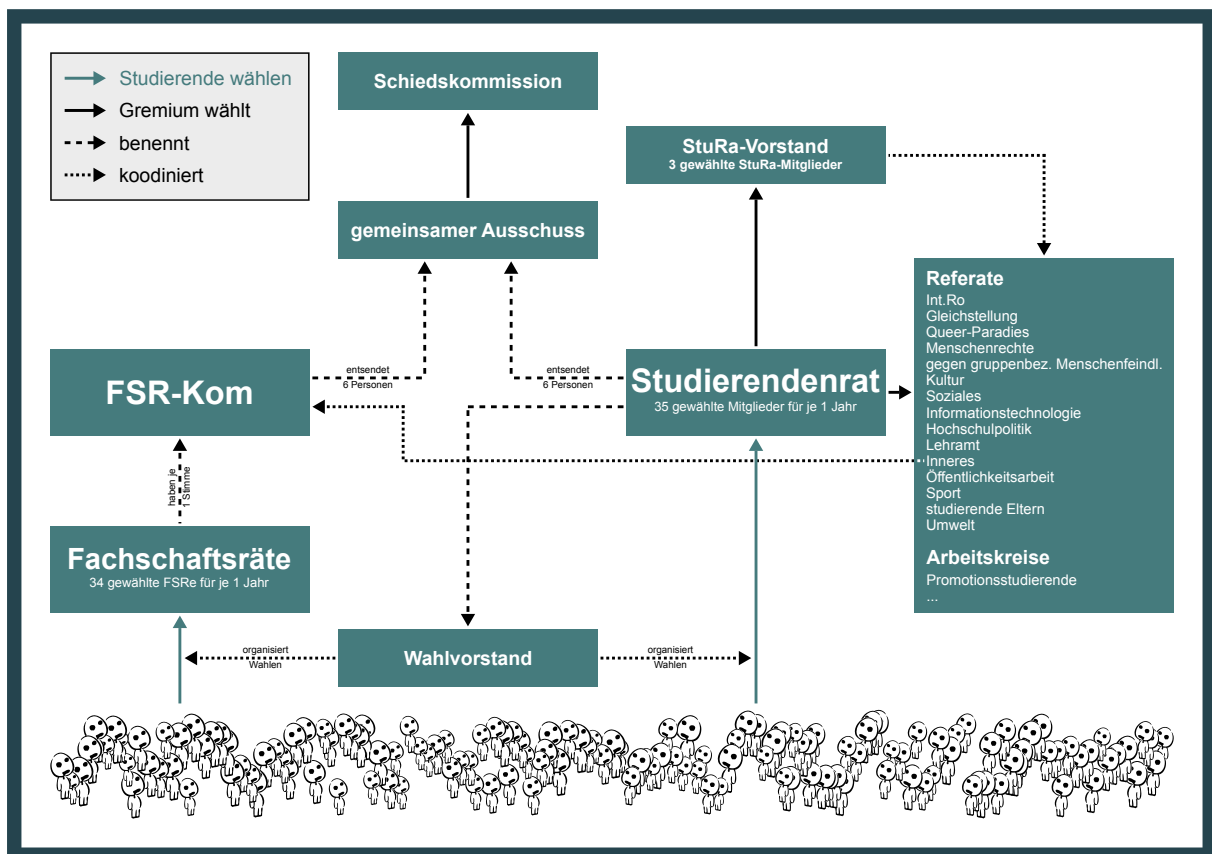 Studierende wählen
Gremium wählt
benennt
koodiniert
Schiedskommission
StuRa-Vorstand
3 gewählte StuRa-Mitglieder
gemeinsamer Ausschuss
Referate
Int.Ro
Gleichstellung
Queer-Paradies
Menschenrechte
gegen gruppenbez. Menschenfeindl.
Kultur
Soziales
Informationstechnologie
Hochschulpolitik
Lehramt
Inneres
Öffentlichkeitsarbeit
Sport
studierende Eltern
Umwelt
Arbeitskreise
Promotionsstudierende
...
FSR-Kom
entsendet
6 Personen
entsendet
6 Personen
Studierendenrat
35 gewählte Mitglieder für je 1 Jahr
haben je
1 Stimme
Fachschaftsräte
34 gewählte FSRe für je 1 Jahr
organisiert
Wahlen
Wahlvorstand
organisiert
Wahlen